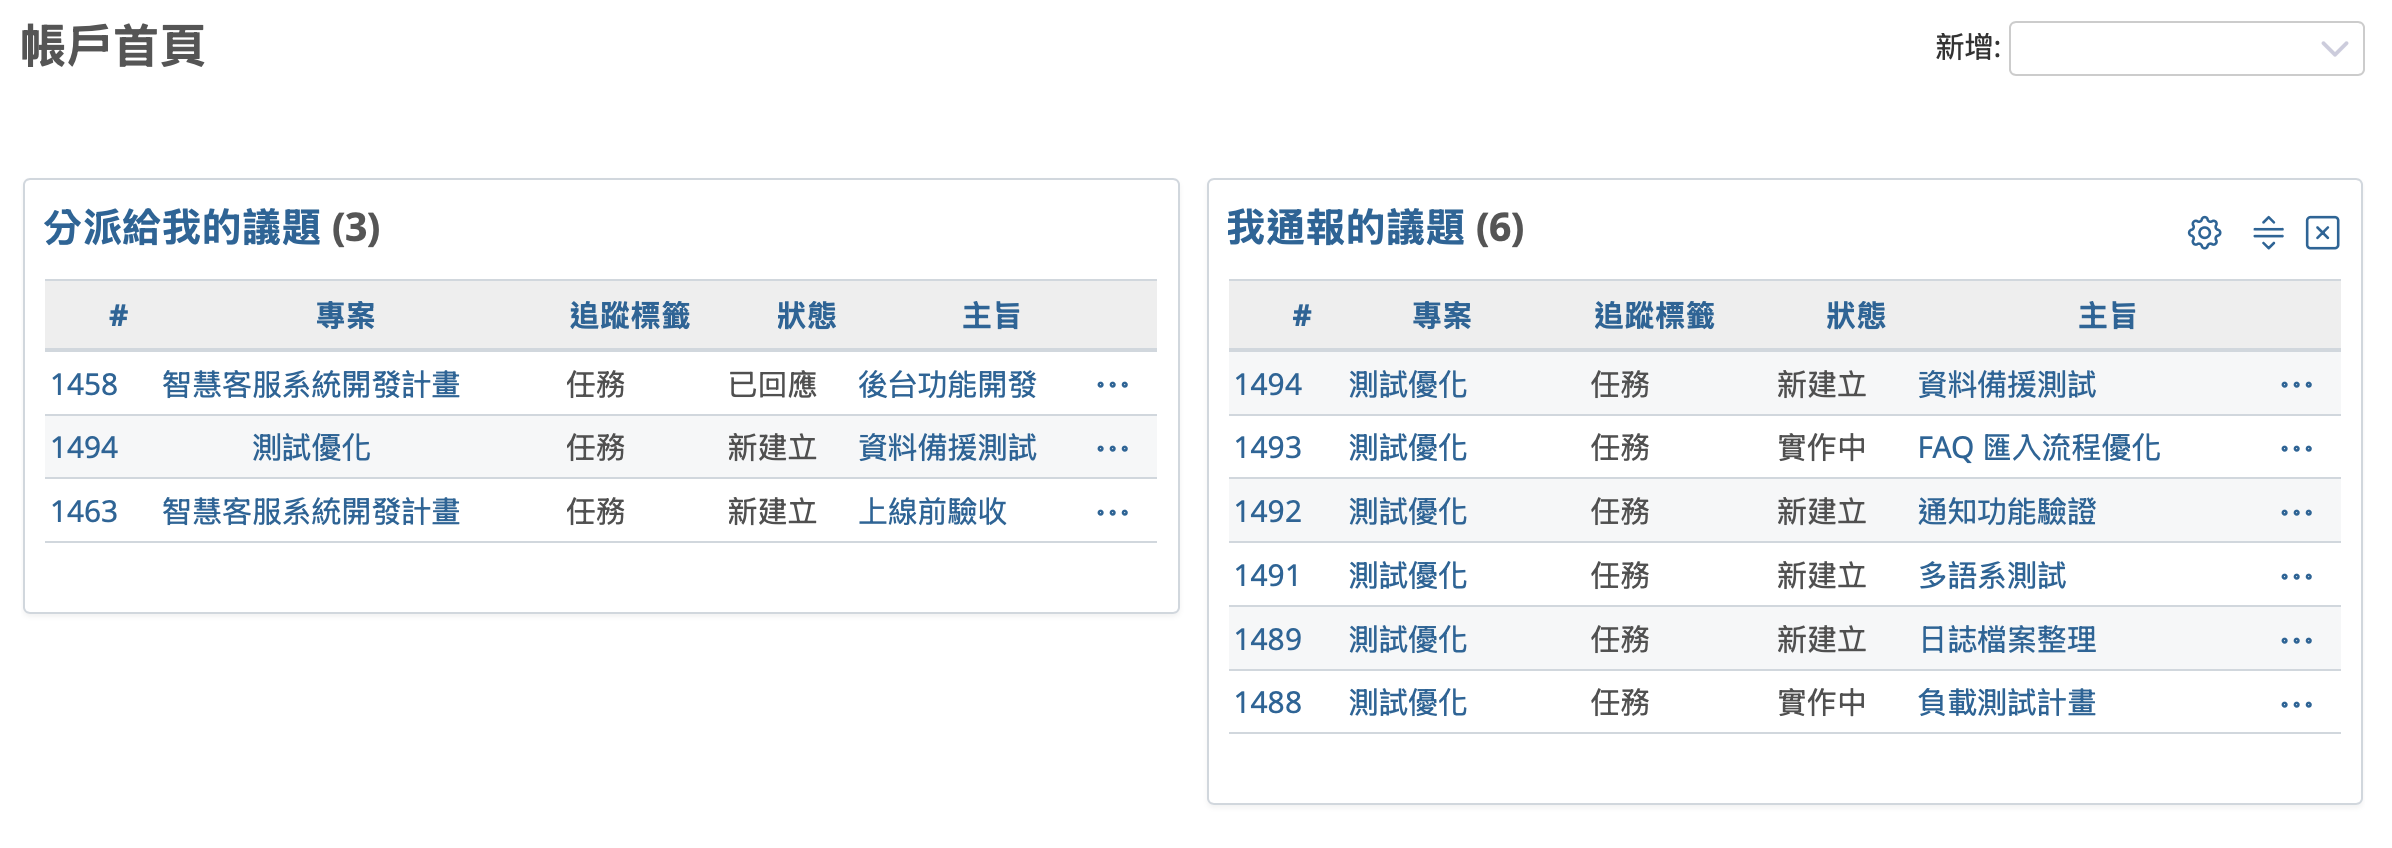 帳戶首頁
新增:
分派給我的議題 (3)
# 專案 追蹤標籤 狀態 主旨
1458 智慧客服系統開發計畫 任務 已回應 後台功能開發
1494 測試優化 任務 新建立 資料備援測試
1463 智慧客服系統開發計畫 任務 新建立 上線前驗收
我通報的議題 (6)
# 專案 追蹤標籤 狀態 主旨
1494 測試優化 任務 新建立 資料備援測試
1493 測試優化 任務 實作中 FAQ 匯入流程優化
1492 測試優化 任務 新建立 通知功能驗證
1491 測試優化 任務 新建立 多語系測試
1489 測試優化 任務 新建立 日誌檔案整理
1488 測試優化 任務 實作中 負載測試計畫